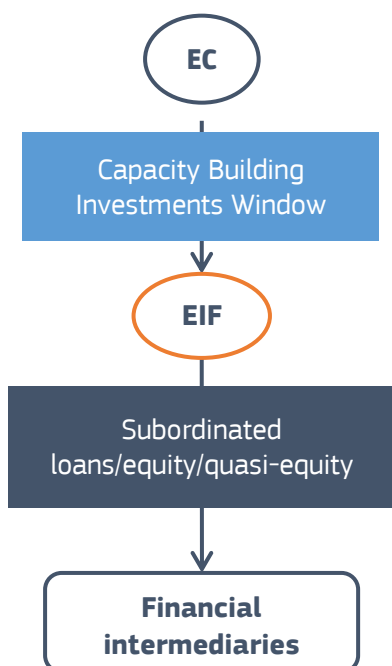 EC
Capacity Building
Investments Window
EIF
Subordinated
loans/equity/quasi-equity
Financial
intermediaries